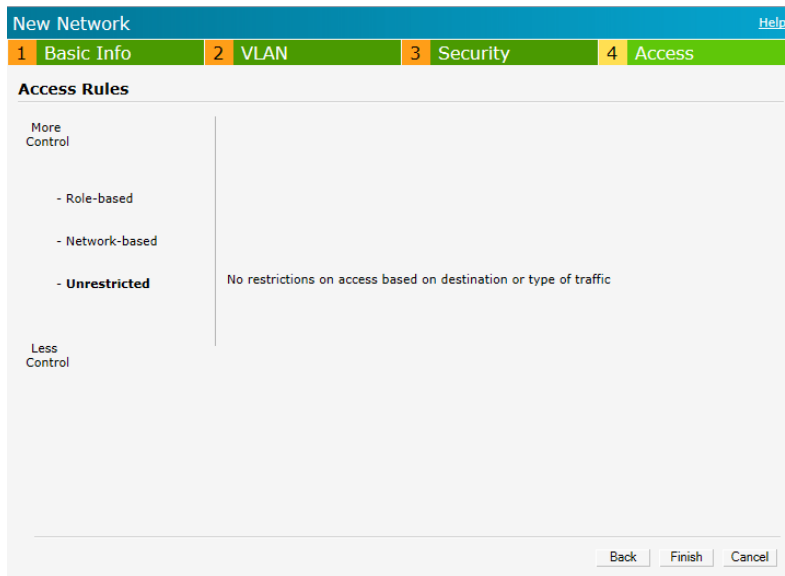 New Network Help
1 Basic Info 2 VLAN 3 Security 4 Access
Access Rules
More
Control
- Role-based
- Network-based
- Unrestricted No restrictions on access based on destination or type of traffic
Less
Control
Back Finish Cancel